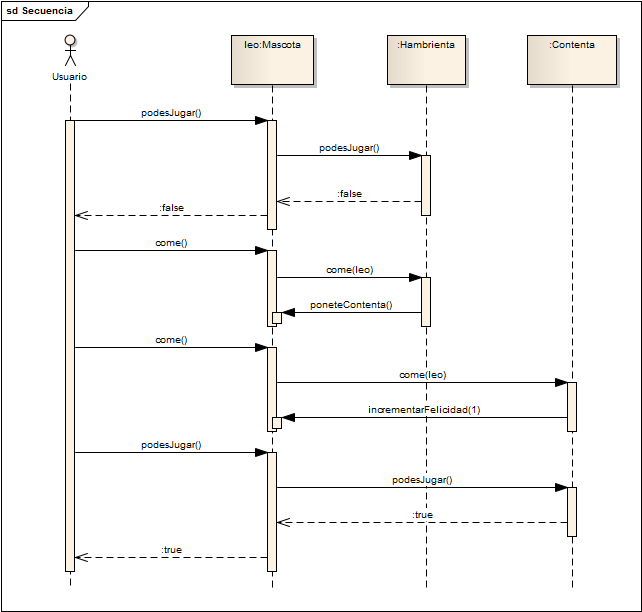 sd Secuencia
leo:Mascota
:Hambrienta
:Contenta
Usuario
podesJugar()
podesJugar()
:false
:false
come()
come(leo)
poneteContenta()
come()
come(leo)
incrementarFelicidad(1)
podesJugar()
podesJugar()
:true
:true